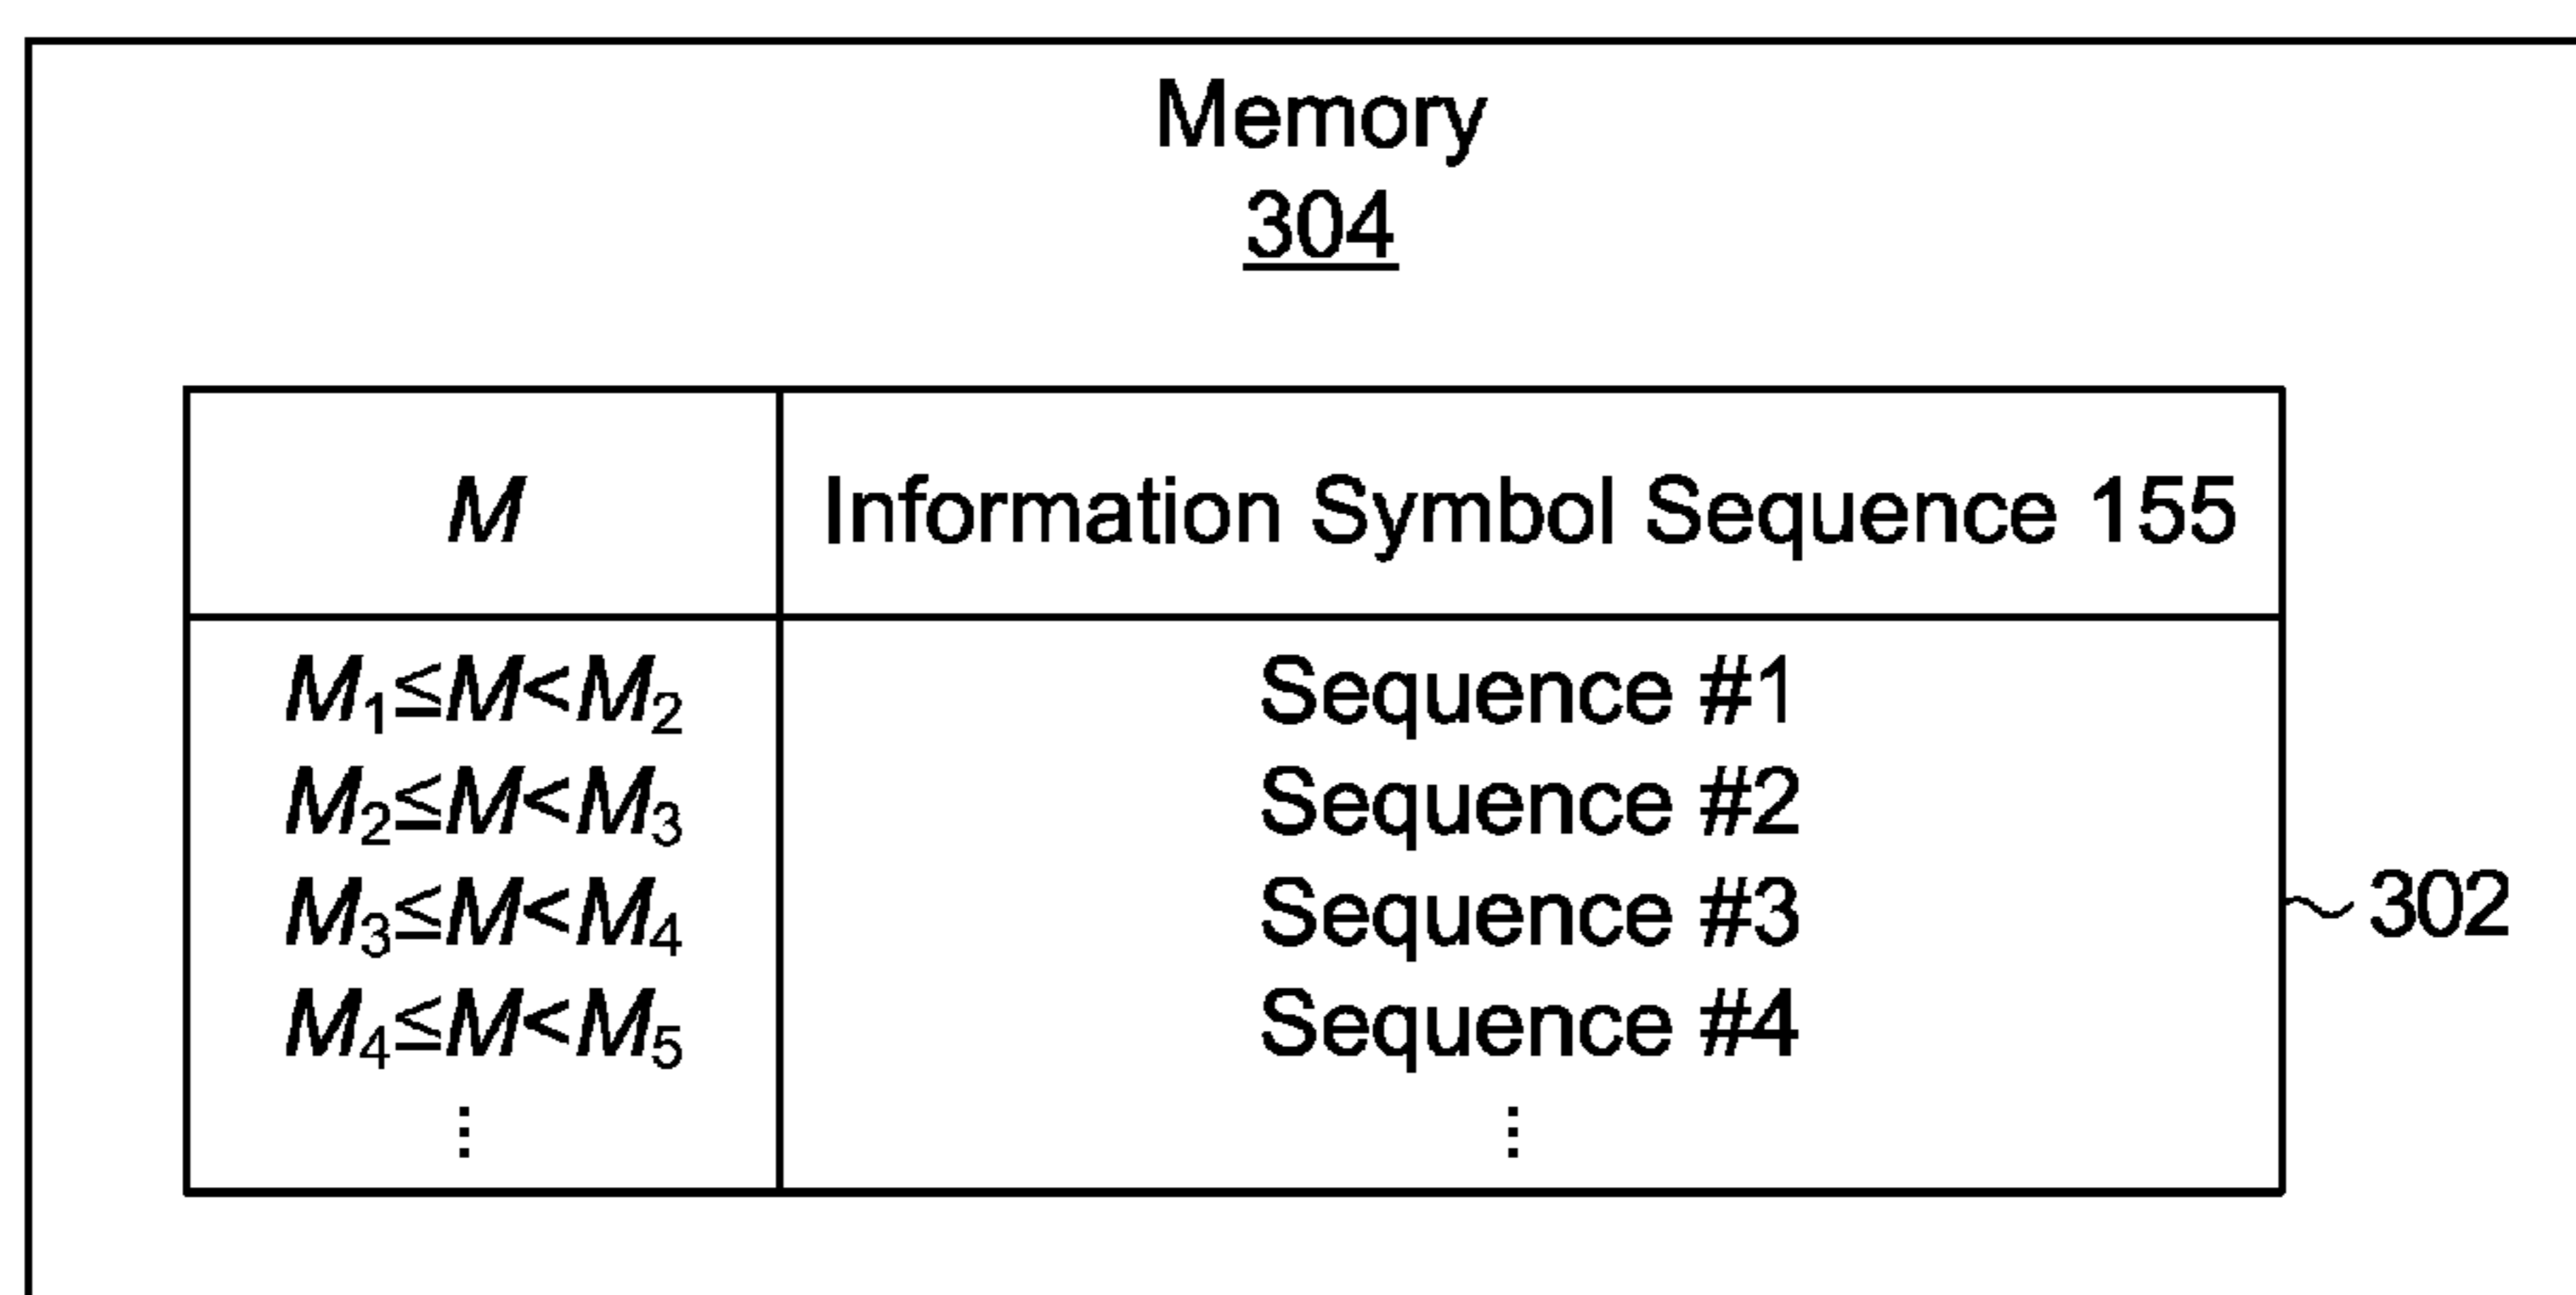 Memory
304
M Information Symbol Sequence 155
M₁≤M<M₂ Sequence #1
M₂≤M<M₃ Sequence #2
M₃≤M<M₄ Sequence #3 302
M₄≤M<M₅ Sequence #4
⋮ ⋮